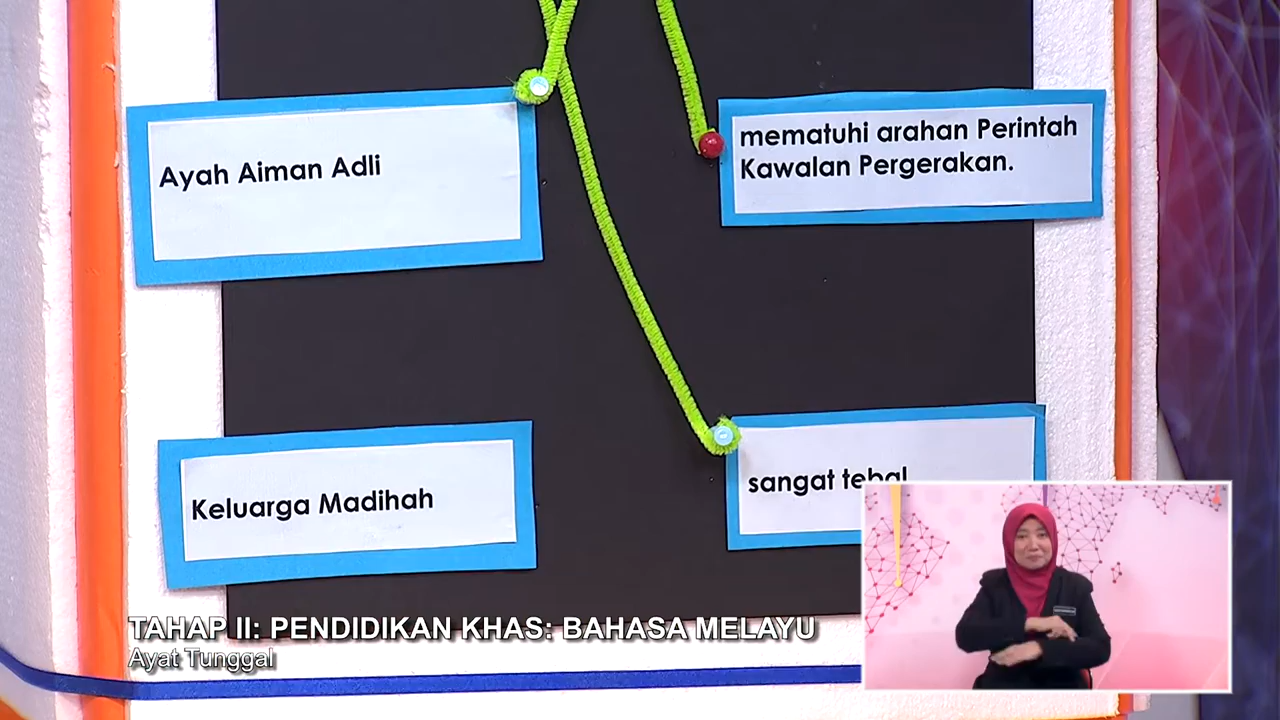 Ayah Aiman Adli
mematuhi arahan Perintah
Kawalan Pergerakan.
Keluarga Madihah
sangat tebal
TAHAP II: PENDIDIKAN KHAS: BAHASA MELAYU
Ayat Tunggal